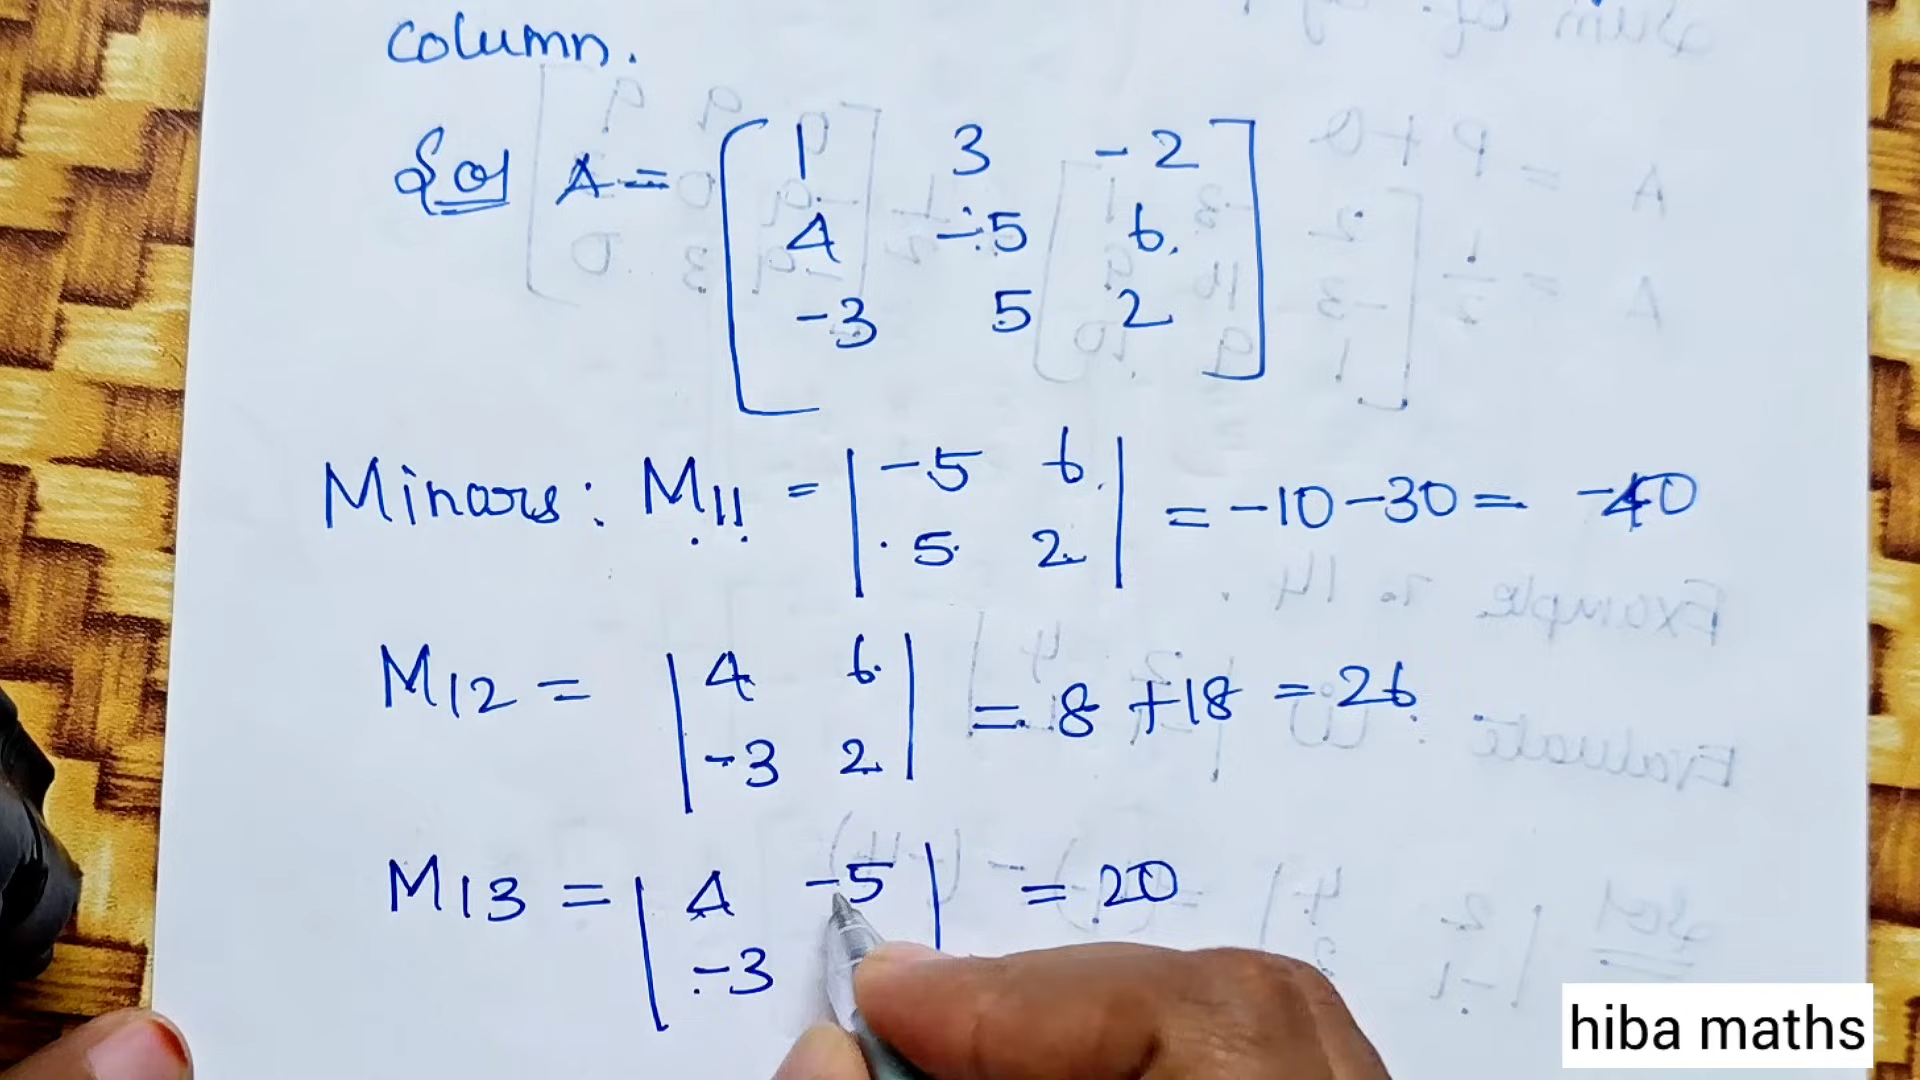 column.
Sol A = [ 1 3 -2
4 -5 6
-3 5 2 ]
Minors: M11 = | -5 6 | = -10 -30 = -40
5 2
M12 = | 4 6 | = 8 +18 = 26
-3 2
M13 = | 4 -5 | = 20
-3
hiba maths